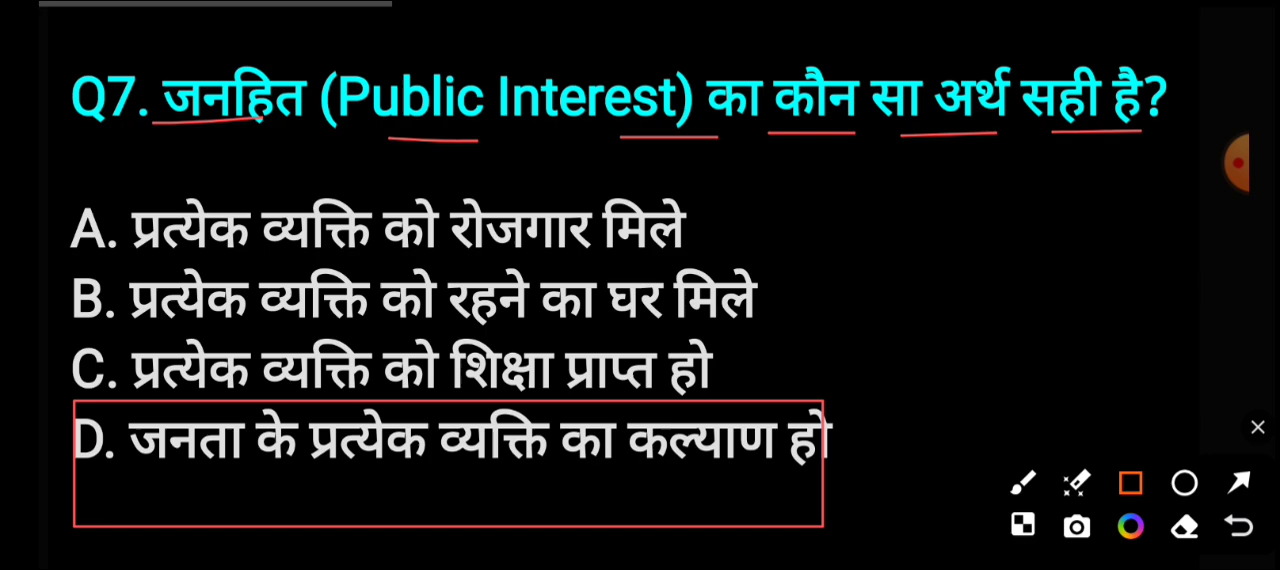 Q7. जनहित (Public Interest) का कौन सा अर्थ सही है?
A. प्रत्येक व्यक्ति को रोजगार मिले
B. प्रत्येक व्यक्ति को रहने का घर मिले
C. प्रत्येक व्यक्ति को शिक्षा प्राप्त हो
D. जनता के प्रत्येक व्यक्ति का कल्याण हो